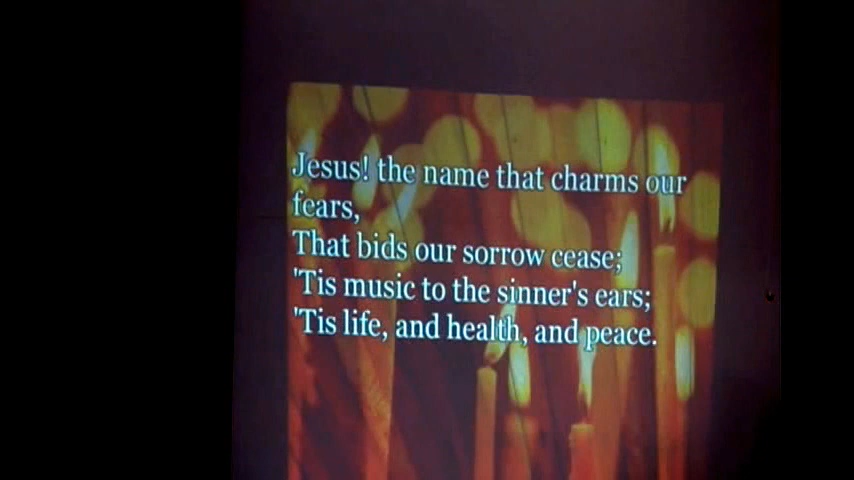 Jesus! the name that charms our
fears,
That bids our sorrow cease;
'Tis music to the sinner's ears;
'Tis life, and health, and peace.